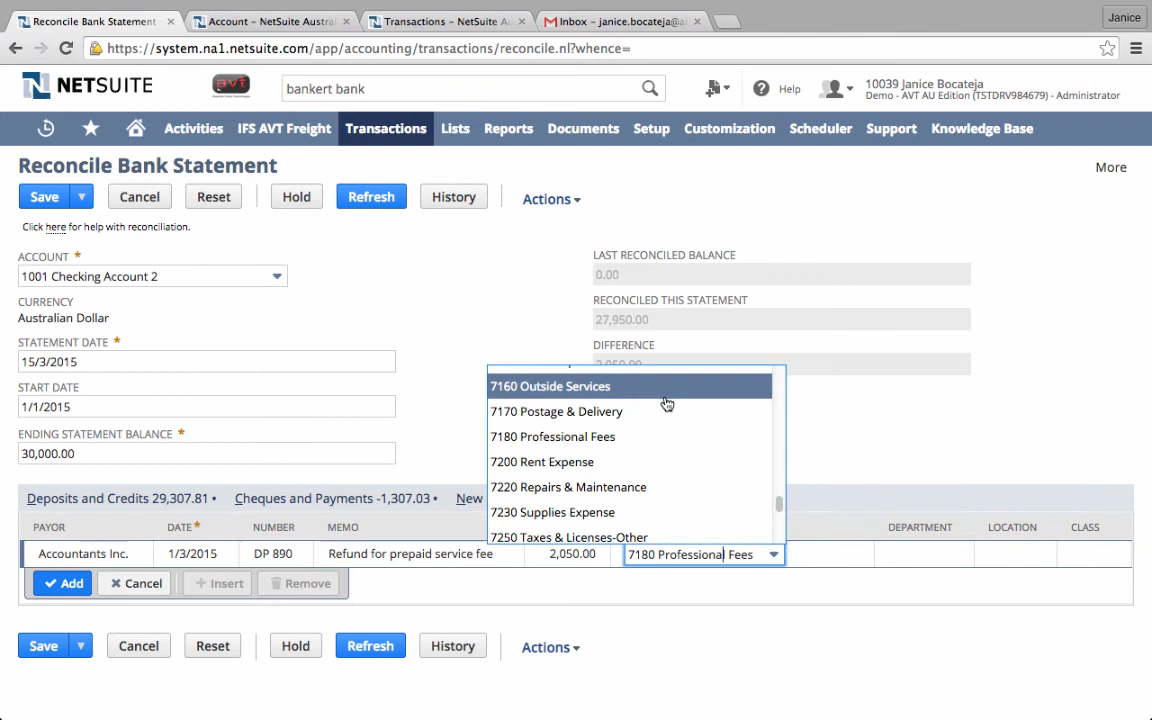 Reconcile Bank Statement
Account – NetSuite Austra
Transactions – NetSuite Au
Inbox – janice.bocateja@a
Janice
https://system.na1.netsuite.com/app/accounting/transactions/reconcile.nl?whence=
NETSUITE
avt
bankert bank
Help
10039 Janice Bocateja
Demo - AVT AU Edition (TSTDRV984679) - Administrator
Activities IFS AVT Freight Transactions Lists Reports Documents Setup Customization Scheduler Support Knowledge Base
Reconcile Bank Statement
More
Save Cancel Reset Hold Refresh History Actions
Click here for help with reconciliation.
ACCOUNT *
1001 Checking Account 2
CURRENCY
Australian Dollar
STATEMENT DATE *
15/3/2015
START DATE
1/1/2015
ENDING STATEMENT BALANCE *
30,000.00
LAST RECONCILED BALANCE
0.00
RECONCILED THIS STATEMENT
27,950.00
DIFFERENCE
2,050.00
7160 Outside Services
7170 Postage & Delivery
7180 Professional Fees
7200 Rent Expense
7220 Repairs & Maintenance
7230 Supplies Expense
7250 Taxes & Licenses-Other
Deposits and Credits 29,307.81 • Cheques and Payments -1,307.03 • New
PAYOR DATE* NUMBER MEMO DEPARTMENT LOCATION CLASS
Accountants Inc. 1/3/2015 DP 890 Refund for prepaid service fee 2,050.00 7180 Professional Fees
Add Cancel Insert Remove
Save Cancel Reset Hold Refresh History Actions